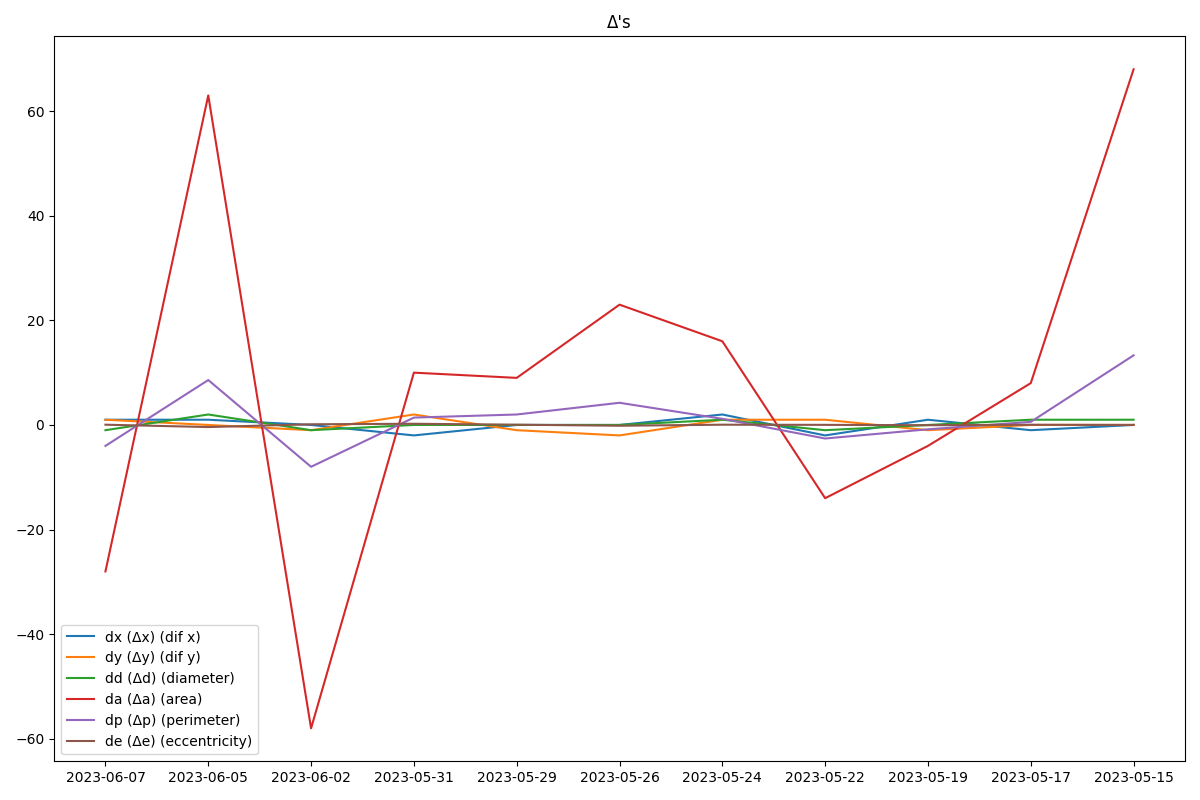 Δ's
60
40
20
0
−20
−40
−60
dx (Δx) (dif x)
dy (Δy) (dif y)
dd (Δd) (diameter)
da (Δa) (area)
dp (Δp) (perimeter)
de (Δe) (eccentricity)
2023-06-07 2023-06-05 2023-06-02 2023-05-31 2023-05-29 2023-05-26 2023-05-24 2023-05-22 2023-05-19 2023-05-17 2023-05-15